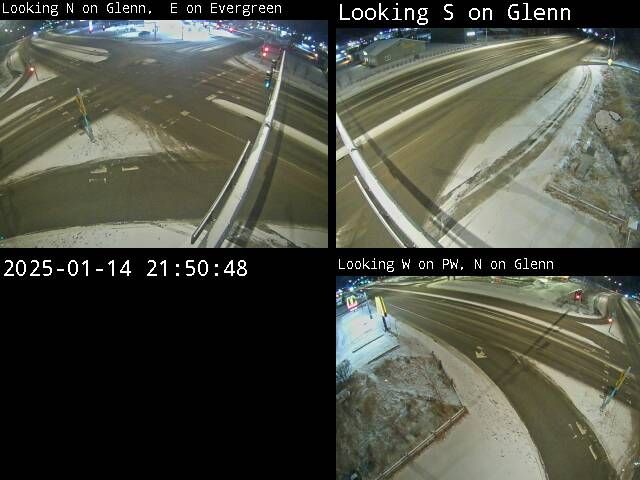 Looking N on Glenn,  E on Evergreen
Looking S on Glenn
2025-01-14 21:50:48
Looking W on PW, N on Glenn